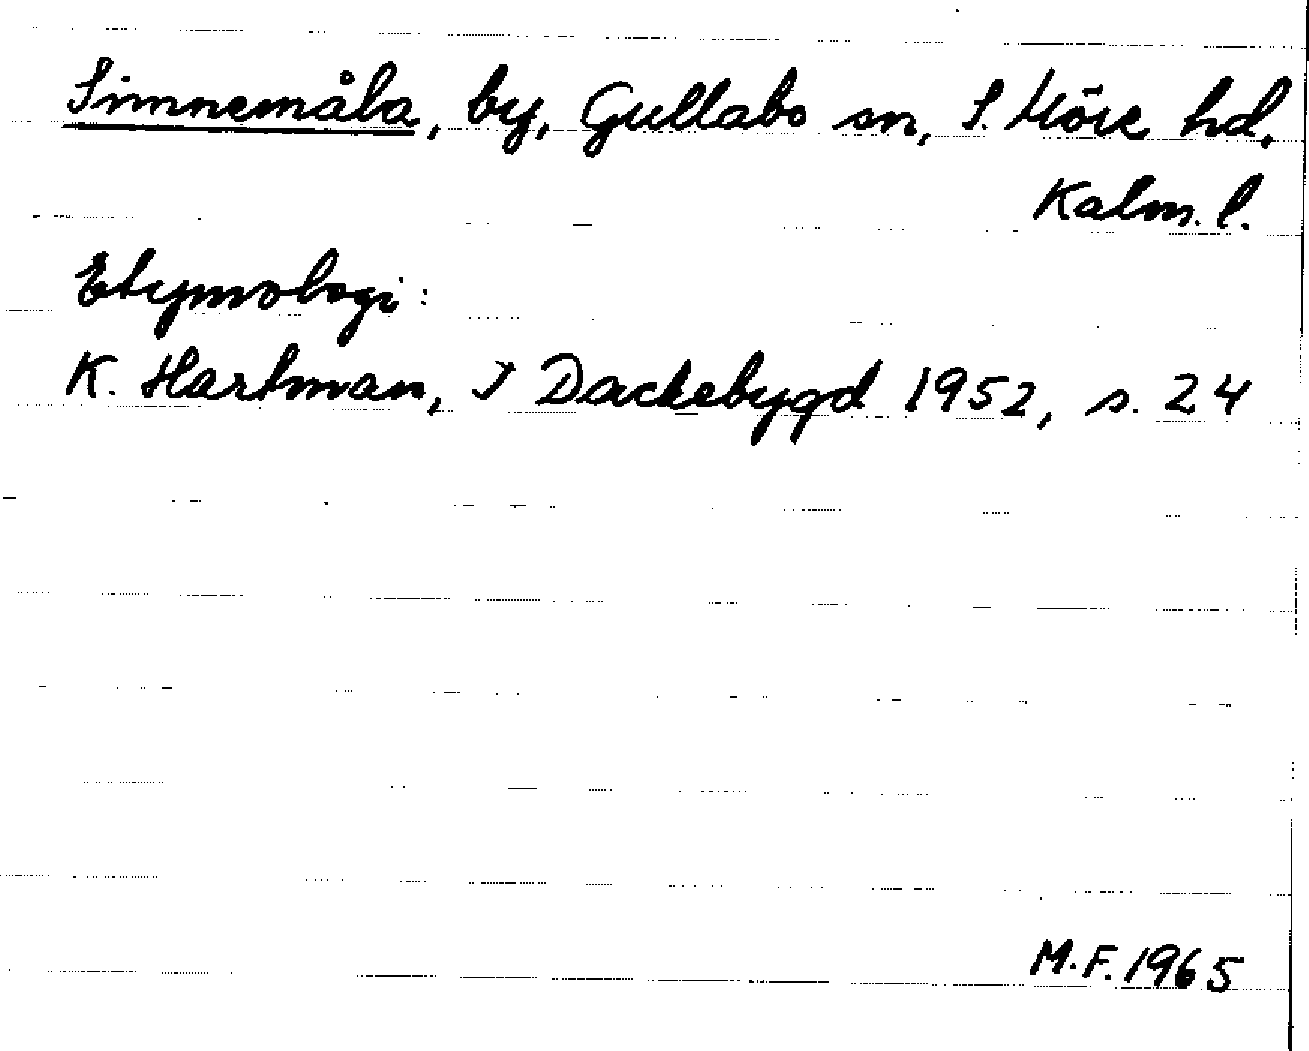 Simnemåla, by, Gullabo sn, S. Möre hd,
Kalm. l.
Etymologi:
K. Hartman, I Dackebygd 1952, s. 24
M.F. 1965